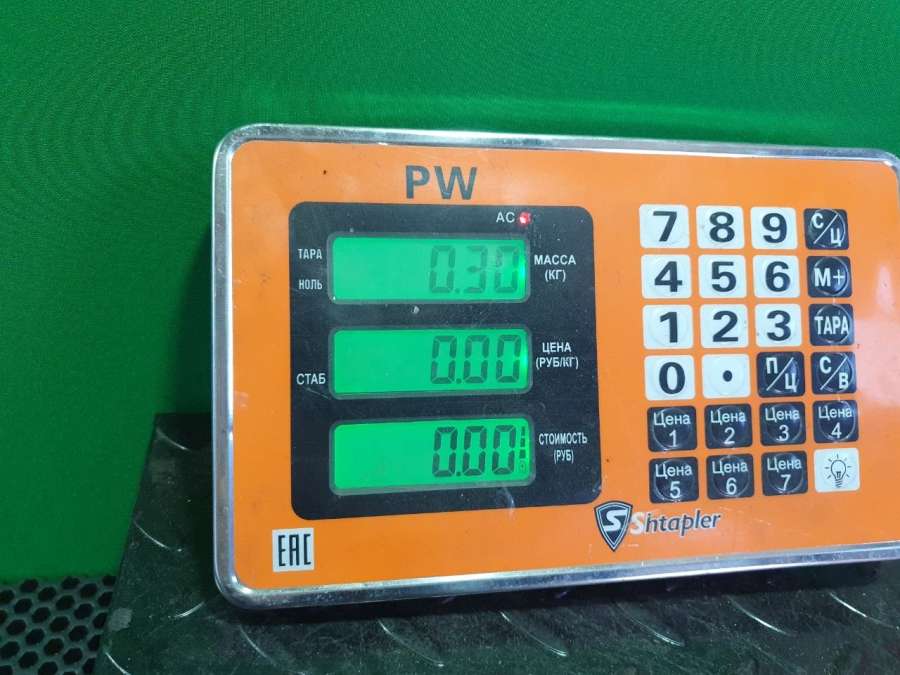 PW
AC
ТАРА
НОЛЬ
0.30
МАССА
(КГ)
СТАБ
0.00
ЦЕНА
(РУБ/КГ)
0.00
СТОИМОСТЬ
(РУБ)
7 8 9 С/Ц
4 5 6 М+
1 2 3 ТАРА
0 . П/Ц С/В
Цена 1 Цена 2 Цена 3 Цена 4
Цена 5 Цена 6 Цена 7
S Shtapler
EAC